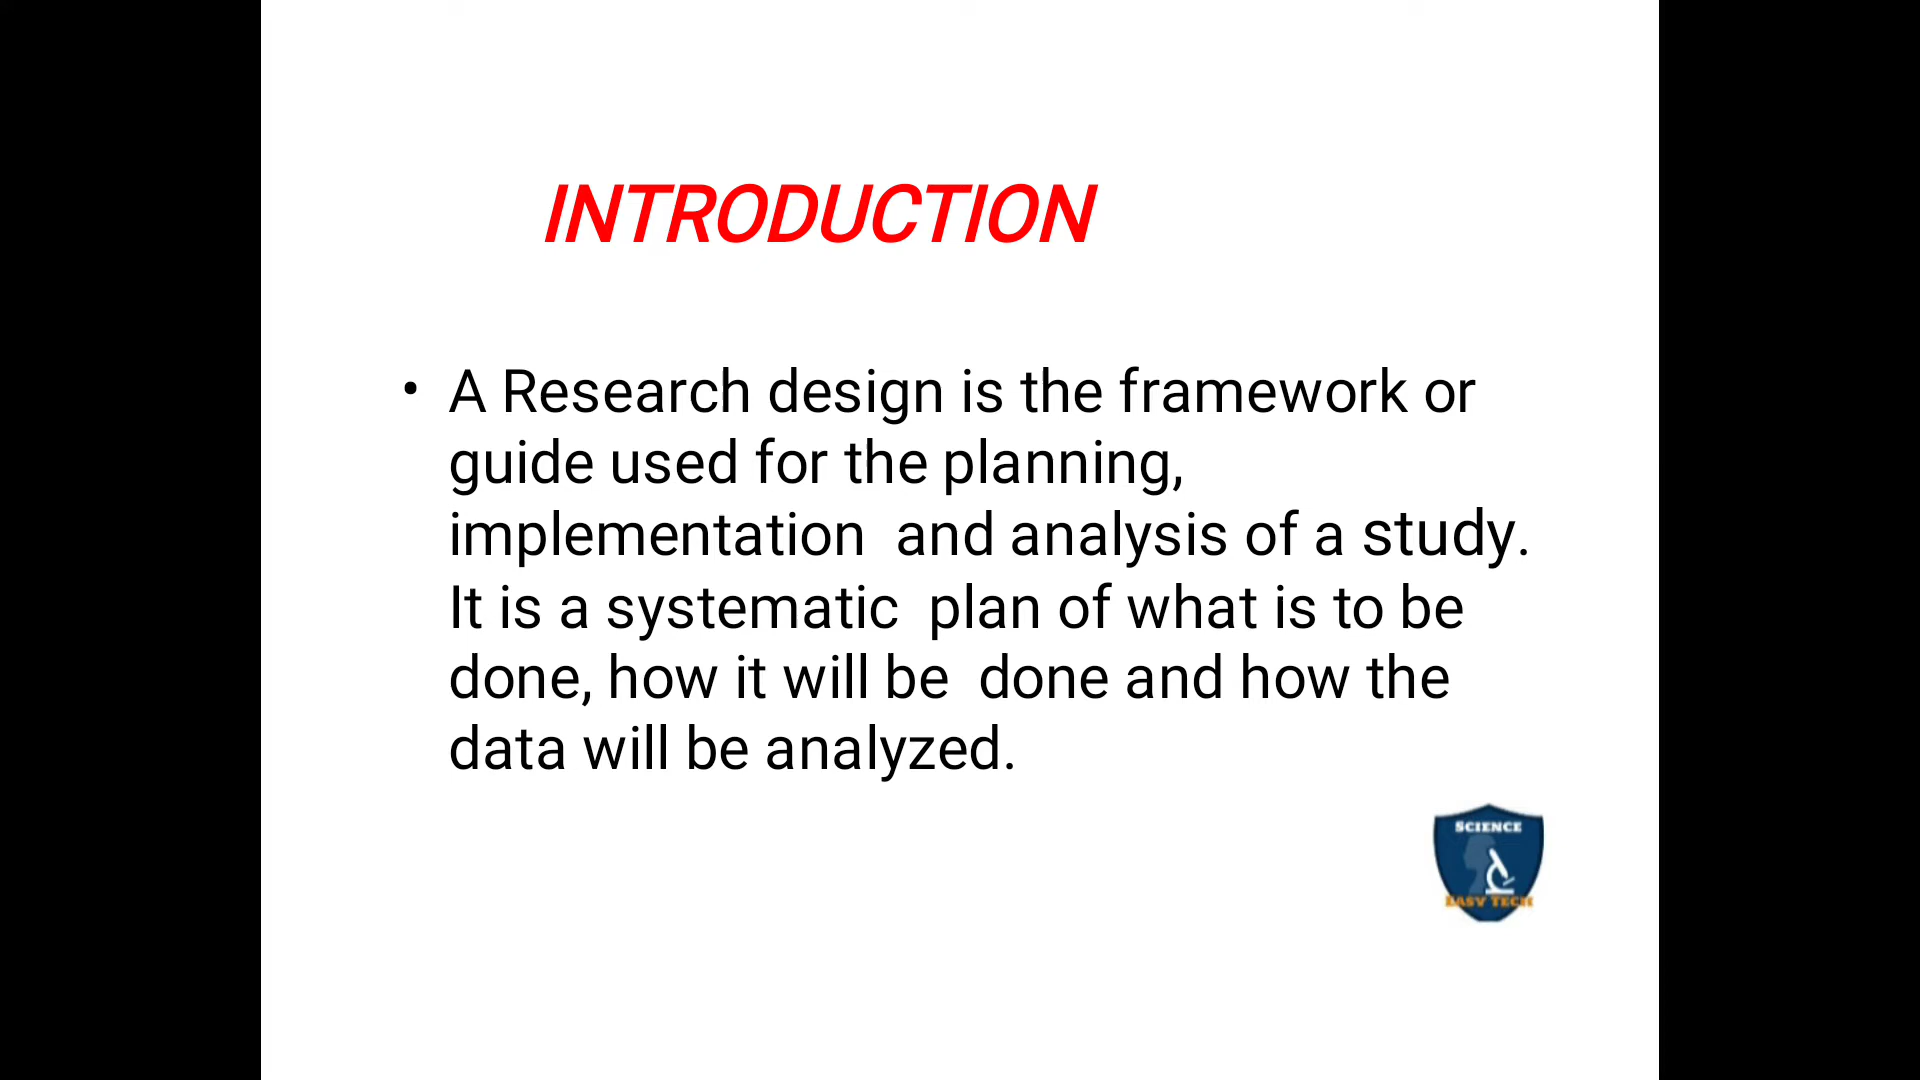 INTRODUCTION
• A Research design is the framework or
guide used for the planning,
implementation  and analysis of a study.
It is a systematic  plan of what is to be
done, how it will be  done and how the
data will be analyzed.
SCIENCE
EASY TECH